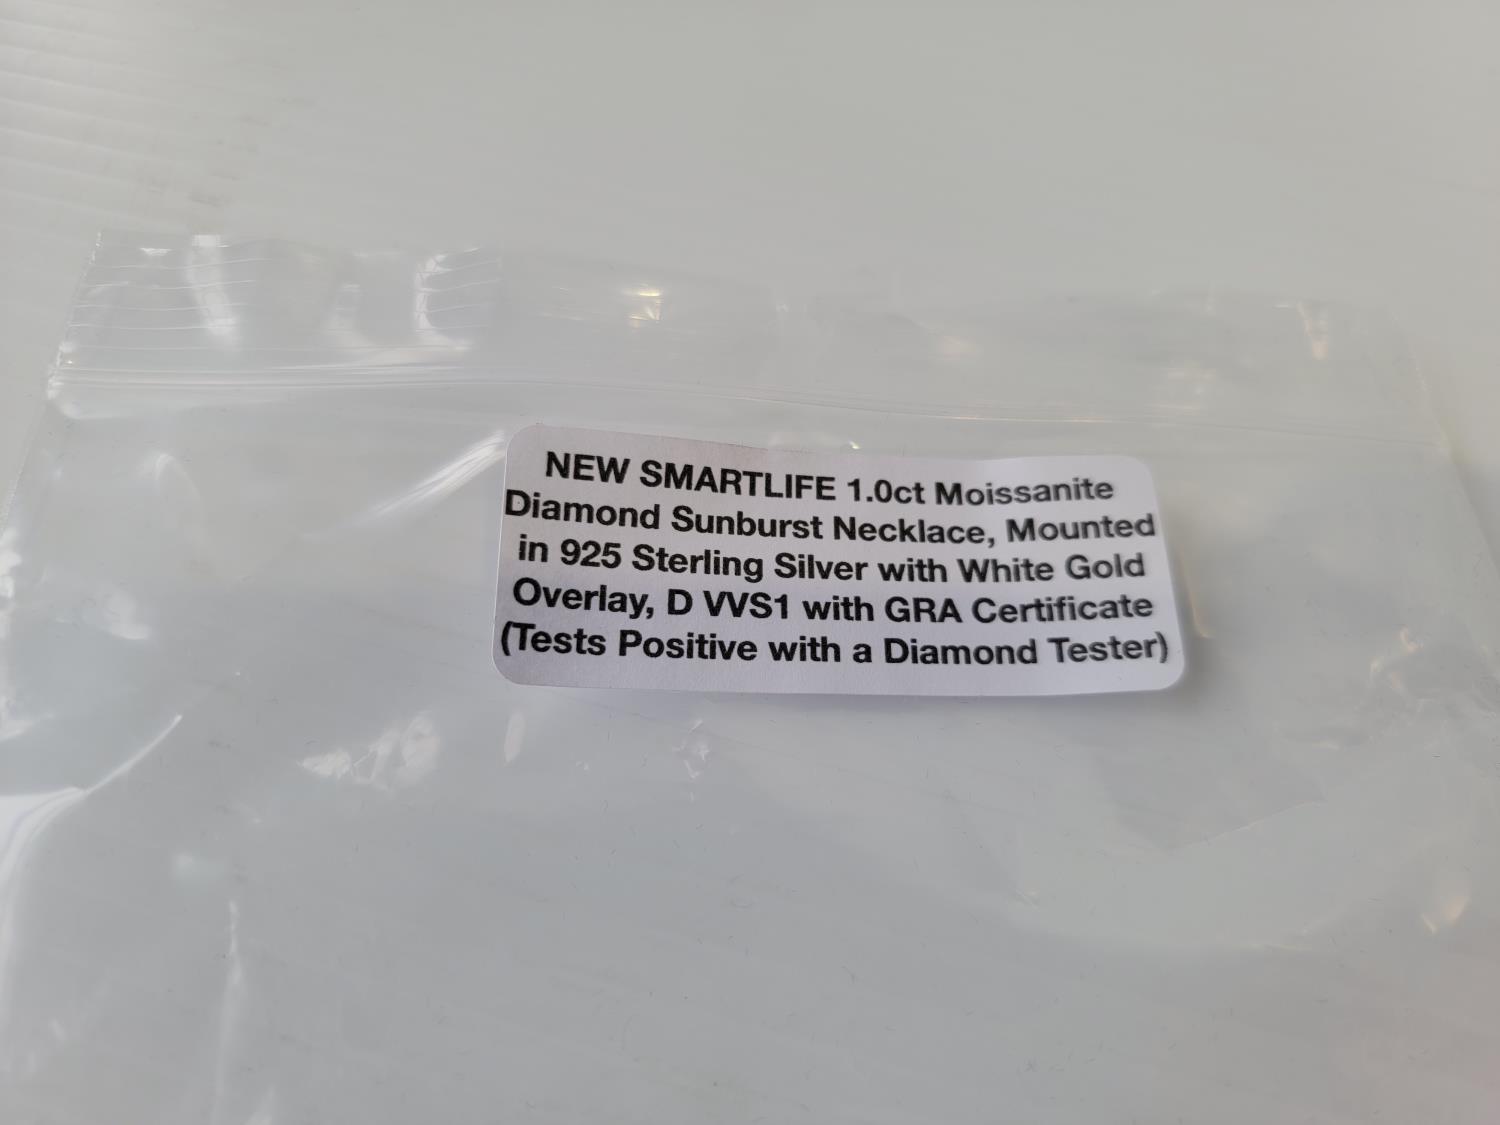 NEW SMARTLIFE 1.0ct Moissanite
Diamond Sunburst Necklace, Mounted
in 925 Sterling Silver with White Gold
Overlay, D VVS1 with GRA Certificate
(Tests Positive with a Diamond Tester)